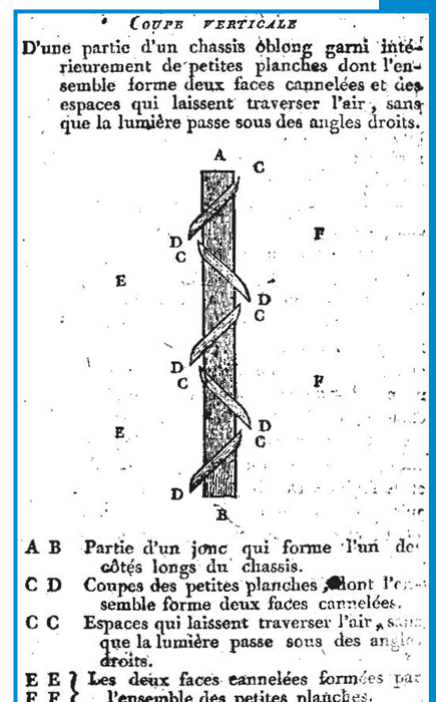 COUPE VERTICALE
D'une partie d'un chassis oblong garni inté-
rieurement de petites planches dont l'en-
semble forme deux faces cannelées et des
espaces qui laissent traverser l'air, sans
que la lumière passe sous des angles droits.
A
C
D
C
F
E
D
C
D
C
F
E
D
C
D
B
A B Partie d'un jonc qui forme l'un de
côtés longs du chassis.
C D Coupes des petites planches, dont l'en-
semble forme deux faces cannelées.
C C Espaces qui laissent traverser l'air, sans
que la lumière passe sous des angles
droits.
E E } Les deux faces cannelées formées par
F F l'ensemble des petites planches.